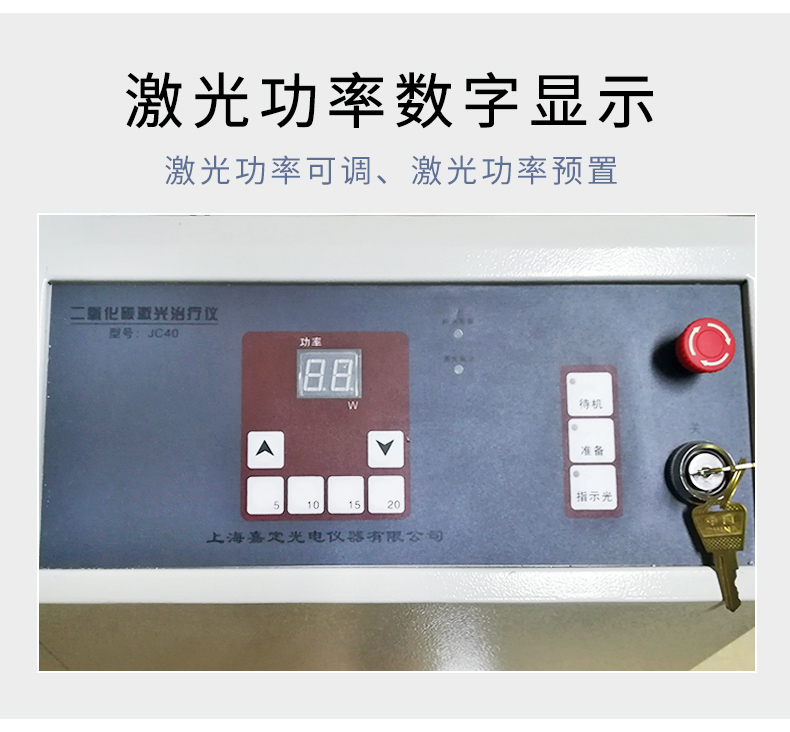 激光功率数字显示
激光功率可调、激光功率预置
二氧化碳激光治疗仪
型号：JC40
功率
W
5
10
15
20
待机
准备
指示光
关
上海嘉定光电仪器有限公司